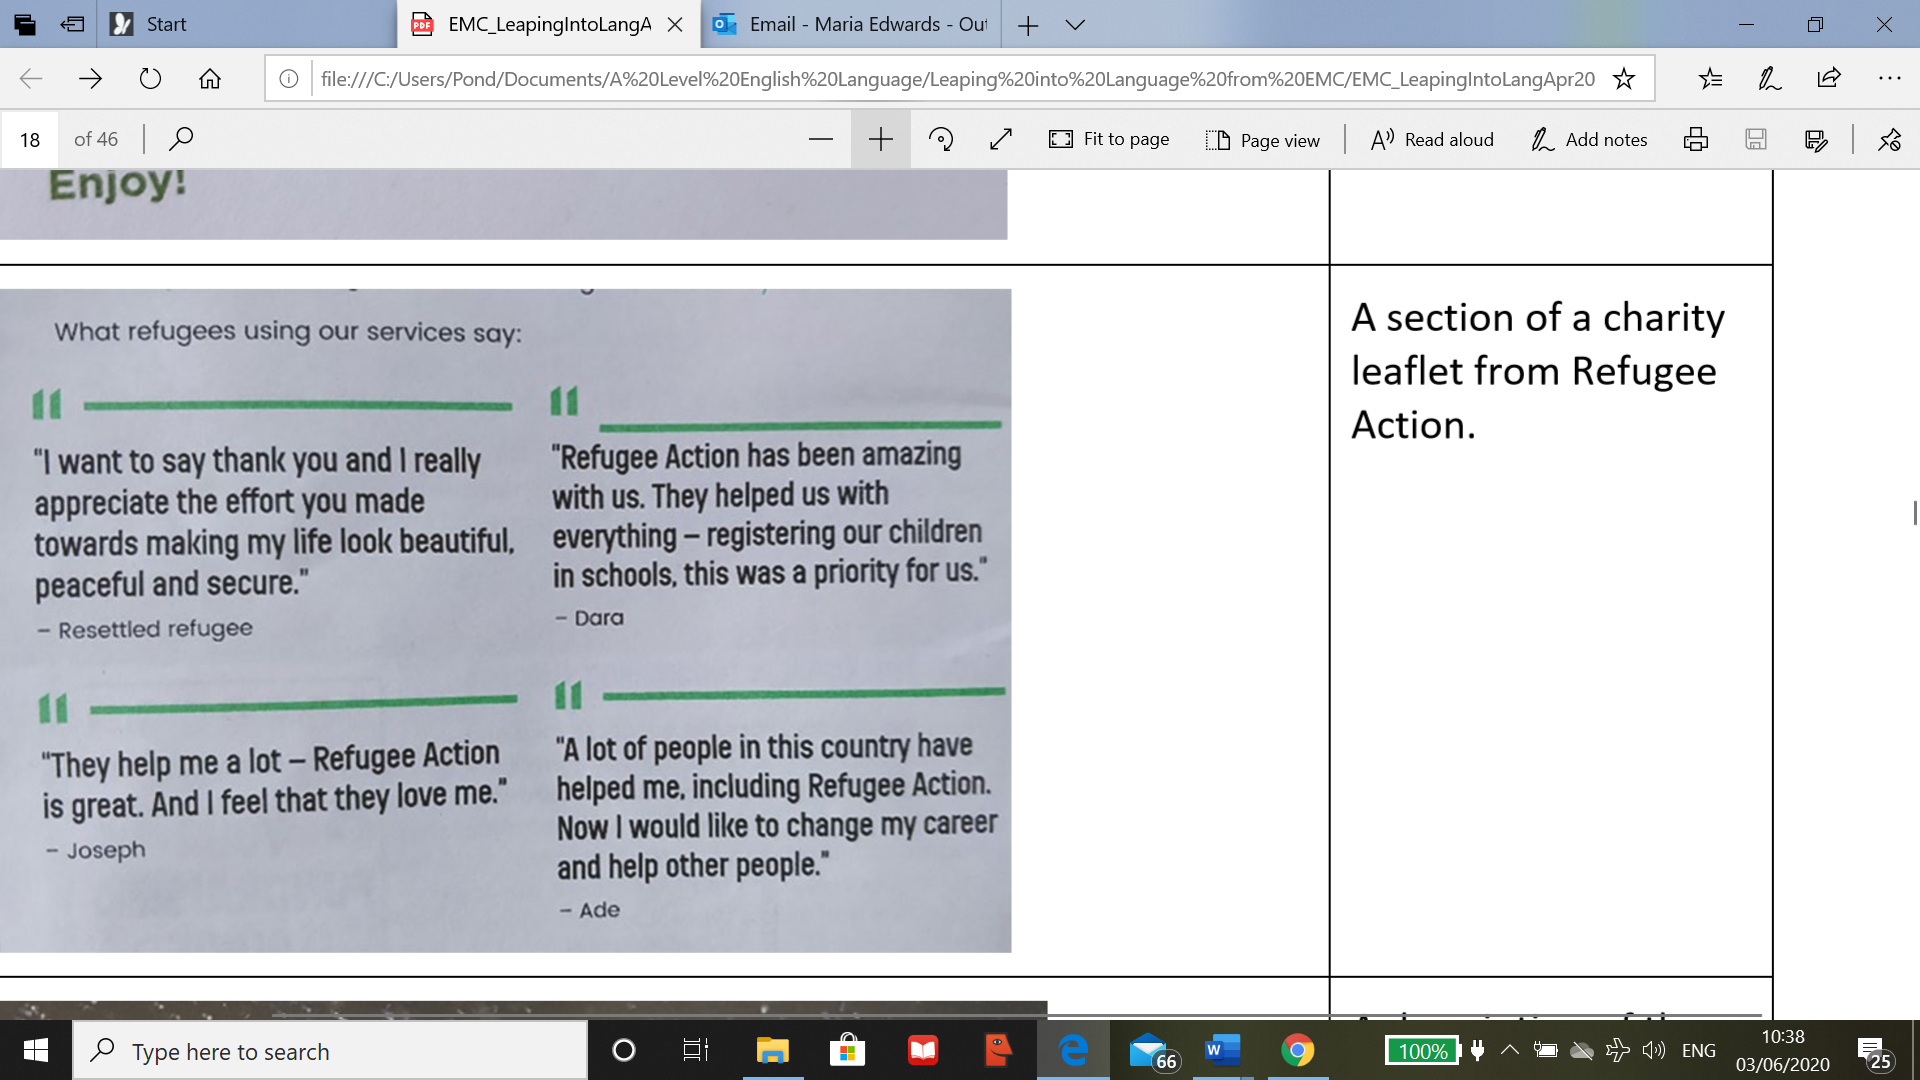 Start
EMC_LeapingIntoLangA
Email - Maria Edwards - Out
file:///C:/Users/Pond/Documents/A%20Level%20English%20Language/Leaping%20into%20Language%20from%20EMC/EMC_LeapingIntoLangApr20
18 of 46
Fit to page
Page view
Read aloud
Add notes
Enjoy!
What refugees using our services say:
"I want to say thank you and I really
appreciate the effort you made
towards making my life look beautiful,
peaceful and secure."
– Resettled refugee
"Refugee Action has been amazing
with us. They helped us with
everything – registering our children
in schools, this was a priority for us."
– Dara
"They help me a lot – Refugee Action
is great. And I feel that they love me."
– Joseph
"A lot of people in this country have
helped me, including Refugee Action.
Now I would like to change my career
and help other people."
– Ade
A section of a charity
leaflet from Refugee
Action.
Type here to search
66
100%
ENG
10:38
03/06/2020
25